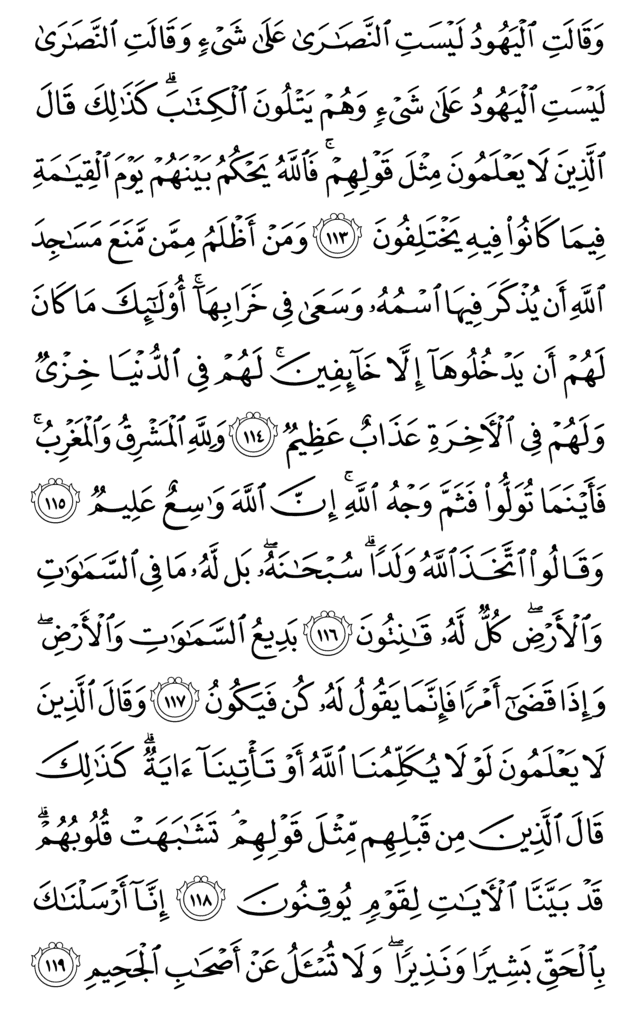 وَقَالَتِ ٱلۡيَهُودُ لَيۡسَتِ ٱلنَّصَٰرَىٰ عَلَىٰ شَيۡءٖ وَقَالَتِ ٱلنَّصَٰرَىٰ
لَيۡسَتِ ٱلۡيَهُودُ عَلَىٰ شَيۡءٖ وَهُمۡ يَتۡلُونَ ٱلۡكِتَٰبَۗ كَذَٰلِكَ قَالَ
ٱلَّذِينَ لَا يَعۡلَمُونَ مِثۡلَ قَوۡلِهِمۡۚ فَٱللَّهُ يَحۡكُمُ بَيۡنَهُمۡ يَوۡمَ ٱلۡقِيَٰمَةِ
فِيمَا كَانُواْ فِيهِ يَخۡتَلِفُونَ ١١٣ وَمَنۡ أَظۡلَمُ مِمَّن مَّنَعَ مَسَٰجِدَ
ٱللَّهِ أَن يُذۡكَرَ فِيهَا ٱسۡمُهُۥ وَسَعَىٰ فِي خَرَابِهَآۚ أُوْلَٰٓئِكَ مَا كَانَ
لَهُمۡ أَن يَدۡخُلُوهَآ إِلَّا خَآئِفِينَۚ لَهُمۡ فِي ٱلدُّنۡيَا خِزۡيٞ
وَلَهُمۡ فِي ٱلۡأٓخِرَةِ عَذَابٌ عَظِيمٞ ١١٤ وَلِلَّهِ ٱلۡمَشۡرِقُ وَٱلۡمَغۡرِبُۚ
فَأَيۡنَمَا تُوَلُّواْ فَثَمَّ وَجۡهُ ٱللَّهِۚ إِنَّ ٱللَّهَ وَٰسِعٌ عَلِيمٞ ١١٥
وَقَالُواْ ٱتَّخَذَ ٱللَّهُ وَلَدٗاۗ سُبۡحَٰنَهُۥۖ بَل لَّهُۥ مَا فِي ٱلسَّمَٰوَٰتِ
وَٱلۡأَرۡضِۖ كُلّٞ لَّهُۥ قَٰنِتُونَ ١١٦ بَدِيعُ ٱلسَّمَٰوَٰتِ وَٱلۡأَرۡضِۖ
وَإِذَا قَضَىٰٓ أَمۡرٗا فَإِنَّمَا يَقُولُ لَهُۥ كُن فَيَكُونُ ١١٧ وَقَالَ ٱلَّذِينَ
لَا يَعۡلَمُونَ لَوۡلَا يُكَلِّمُنَا ٱللَّهُ أَوۡ تَأۡتِينَآ ءَايَةٞۗ كَذَٰلِكَ
قَالَ ٱلَّذِينَ مِن قَبۡلِهِم مِّثۡلَ قَوۡلِهِمۡۘ تَشَٰبَهَتۡ قُلُوبُهُمۡۗ
قَدۡ بَيَّنَّا ٱلۡأٓيَٰتِ لِقَوۡمٖ يُوقِنُونَ ١١٨ إِنَّآ أَرۡسَلۡنَٰكَ
بِٱلۡحَقِّ بَشِيرٗا وَنَذِيرٗاۖ وَلَا تُسۡـَٔلُ عَنۡ أَصۡحَٰبِ ٱلۡجَحِيمِ ١١٩